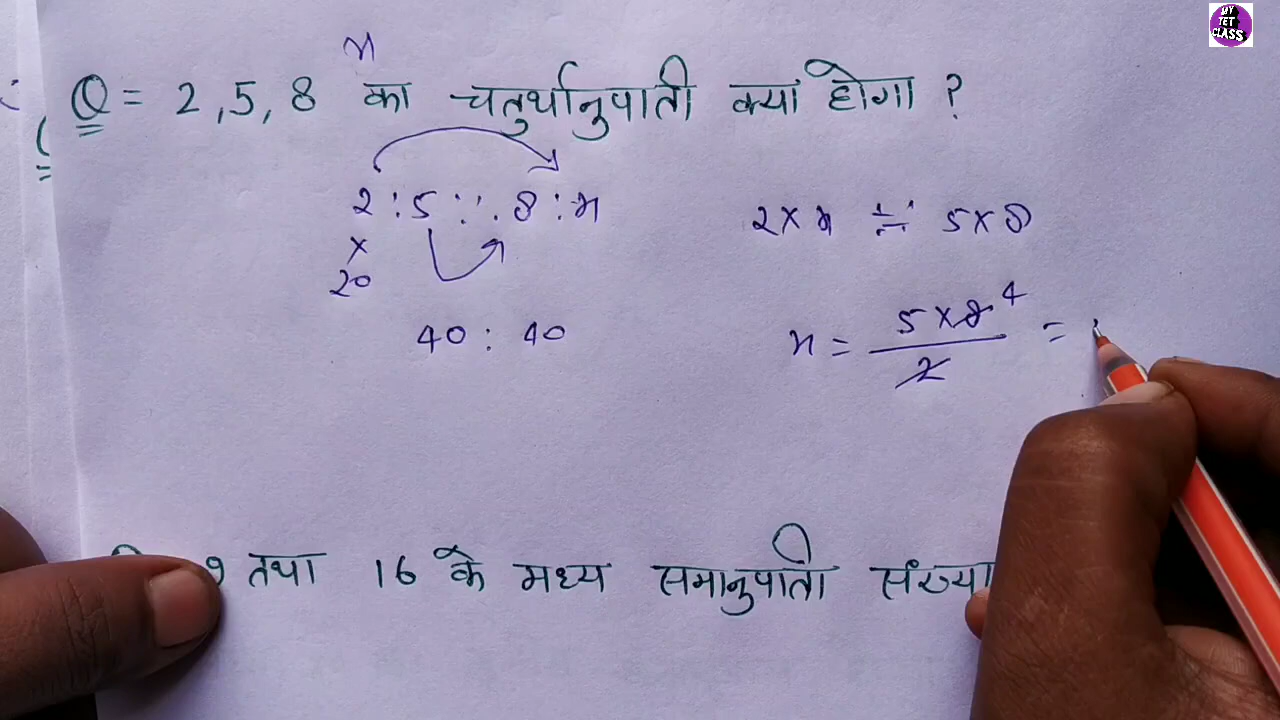 MY TET CLASS
x
Q = 2, 5, 8 का चतुर्थानुपाती क्या होगा ?
2 : 5 :: 8 : x
2 × x = 5 × 8
×
20
40 : 40
x = 5 × 8 4 / 2 =
9 तथा 16 के मध्य समानुपाती संख्या